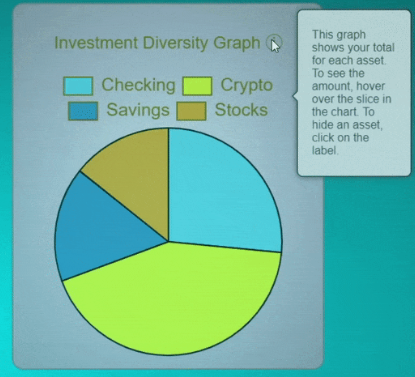 Investment Diversity Graph
Checking Crypto
Savings Stocks
This graph
shows your total
for each asset.
To see the
amount, hover
over the slice in
the chart. To
hide an asset,
click on the
label.